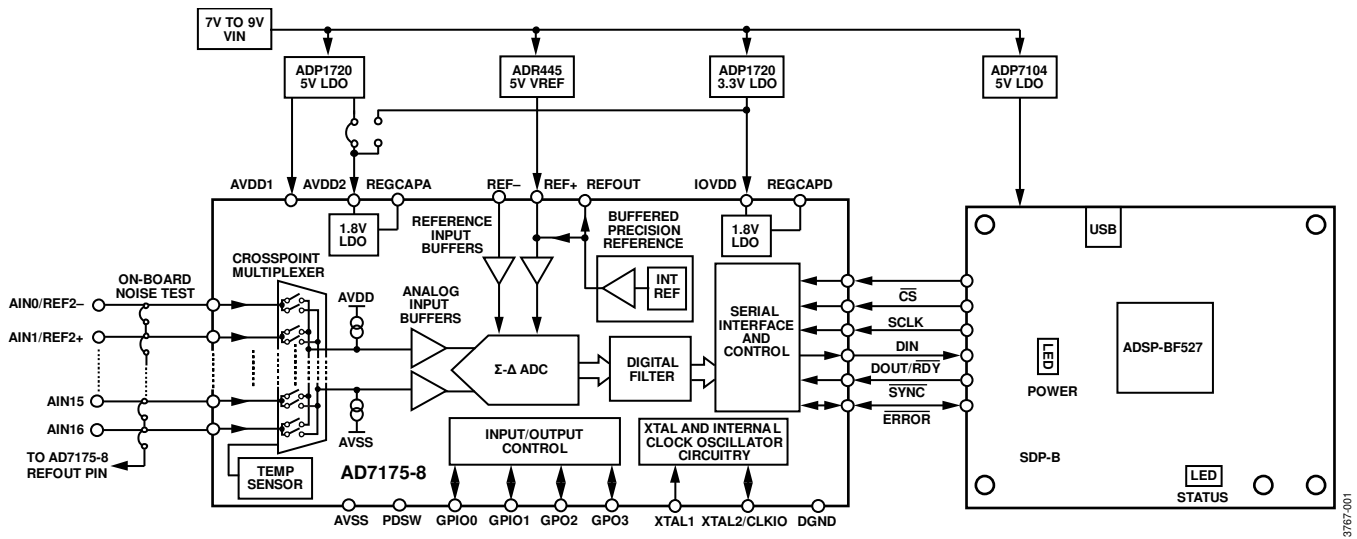 7V TO 9V
VIN
ADP1720
5V LDO
ADR445
5V VREF
ADP1720
3.3V LDO
ADP7104
5V LDO
AVDD1
AVDD2
REGCAPA
REF–
REF+
REFOUT
IOVDD
REGCAPD
1.8V
LDO
REFERENCE
INPUT
BUFFERS
BUFFERED
PRECISION
REFERENCE
1.8V
LDO
USB
CROSSPOINT
MULTIPLEXER
ON-BOARD
NOISE TEST
INT
REF
AVDD
ANALOG
INPUT
BUFFERS
AIN0/REF2–
AIN1/REF2+
AIN15
AIN16
TO AD7175-8
REFOUT PIN
Σ-Δ ADC
DIGITAL
FILTER
SERIAL
INTERFACE
AND
CONTROL
CS
SCLK
DIN
DOUT/RDY
SYNC
ERROR
LED
POWER
ADSP-BF527
AVSS
INPUT/OUTPUT
CONTROL
XTAL AND INTERNAL
CLOCK OSCILLATOR
CIRCUITRY
TEMP
SENSOR
AD7175-8
SDP-B
LED
STATUS
AVSS
PDSW
GPIO0
GPIO1
GPO2
GPO3
XTAL1
XTAL2/CLKIO
DGND
3767-001